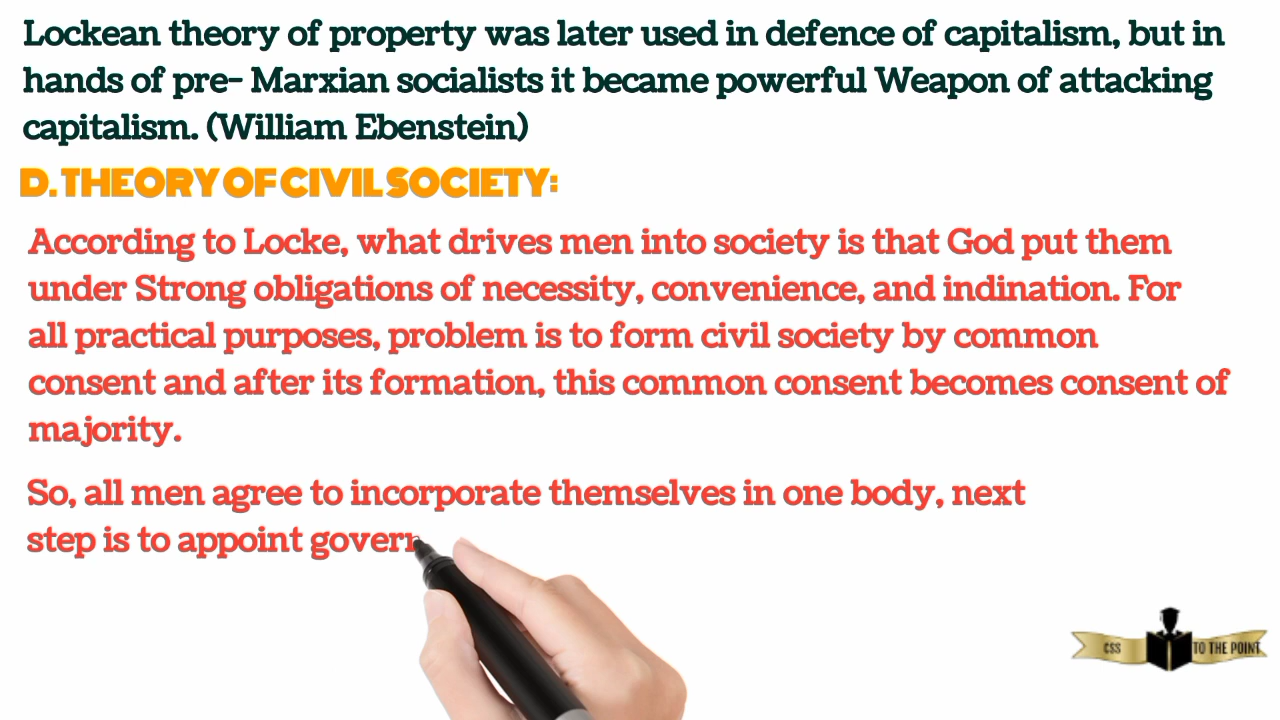 Lockean theory of property was later used in defence of capitalism, but in
hands of pre- Marxian socialists it became powerful Weapon of attacking
capitalism. (William Ebenstein)
D. THEORY OF CIVIL SOCIETY:
According to Locke, what drives men into society is that God put them
under Strong obligations of necessity, convenience, and indination. For
all practical purposes, problem is to form civil society by common
consent and after its formation, this common consent becomes consent of
majority.
So, all men agree to incorporate themselves in one body, next
step is to appoint govern
CSS TO THE POINT